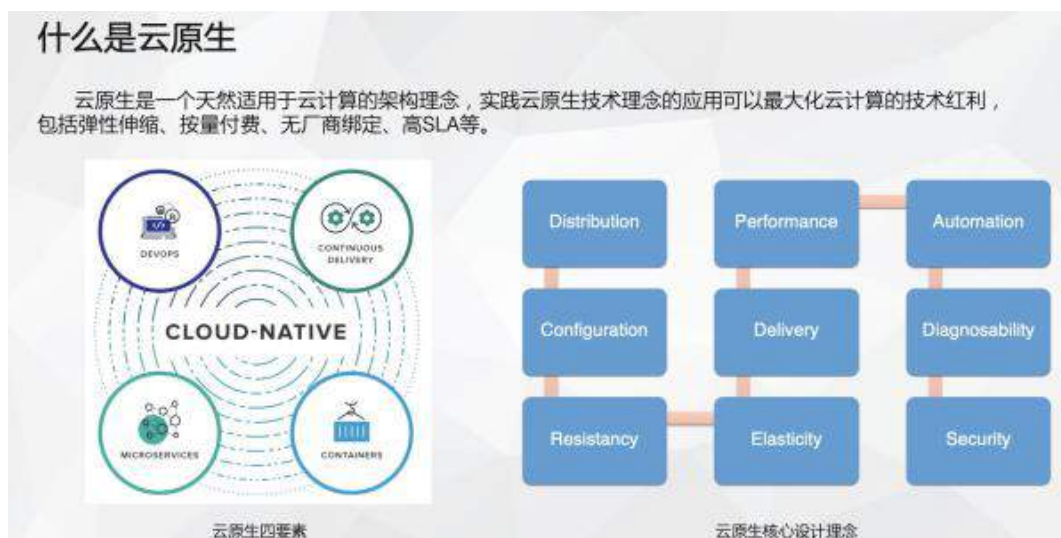 什么是云原生
云原生是一个天然适用于云计算的架构理念，实践云原生技术理念的应用可以最大化云计算的技术红利，
包括弹性伸缩、按量付费、无厂商绑定、高SLA等。
DEVOPS
CONTINUOUS
DELIVERY
CLOUD-NATIVE
MICROSERVICES
CONTAINERS
云原生四要素
Distribution
Performance
Automation
Configuration
Delivery
Diagnosability
Resistancy
Elasticity
Security
云原生核心设计理念